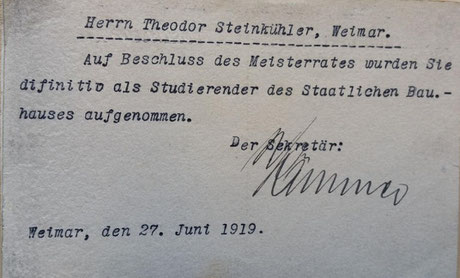 Herrn Theodor Steinkühler, Weimar.
Auf Beschluss des Meisterrates wurden Sie
difinitiv als Studierender des Staatlichen Bau.-
hauses aufgenommen.
Der Sekretär:
Weimar, den 27. Juni 1919.